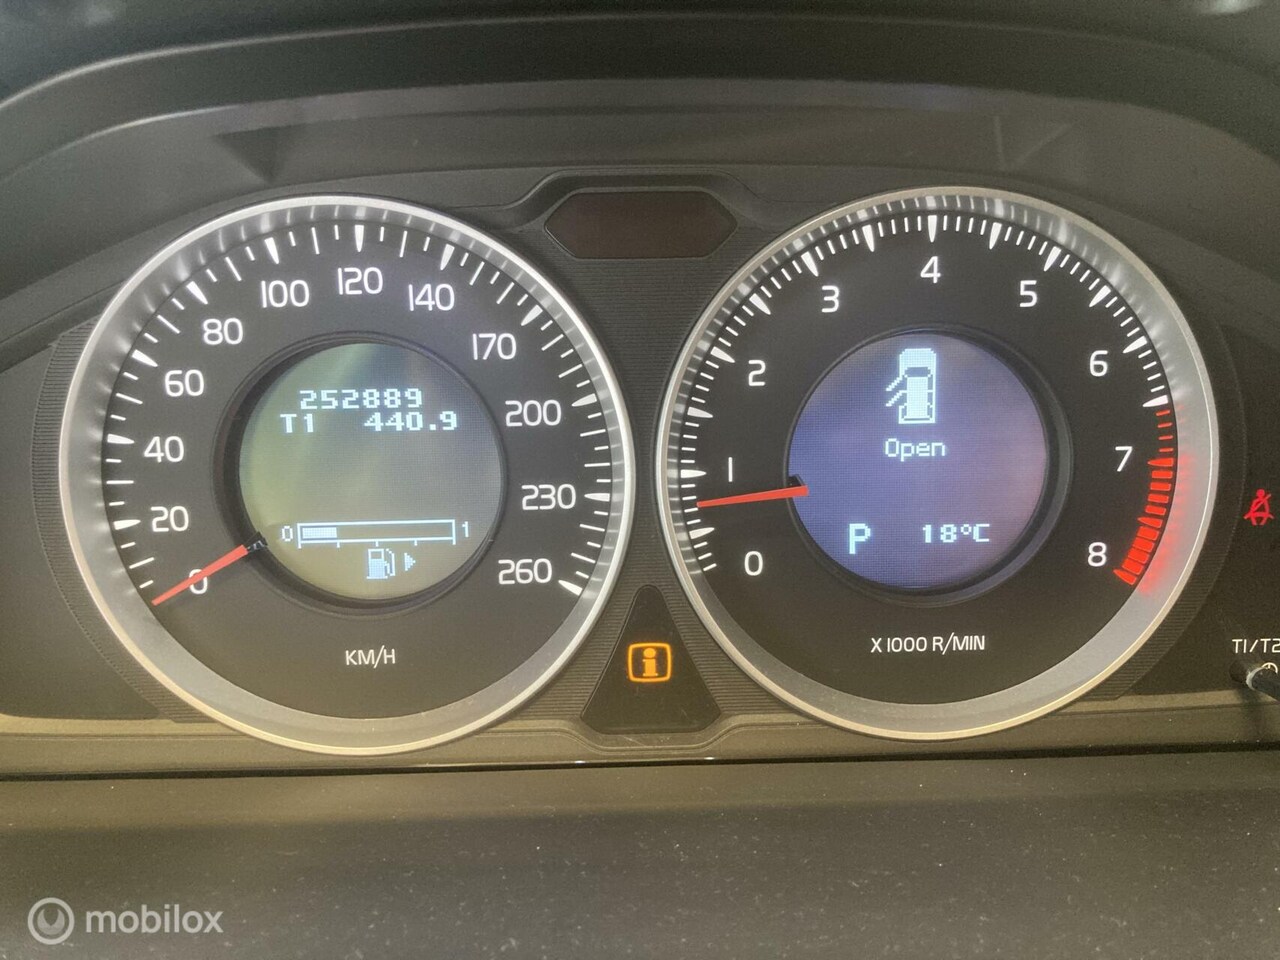 0 20 40 60 80 100 120 140 170 200 230 260
252889
T1 440.9
0 1
KM/H
0 1 2 3 4 5 6 7 8
Open
P 18°C
X 1000 R/MIN
i
T1/T2
mobilox